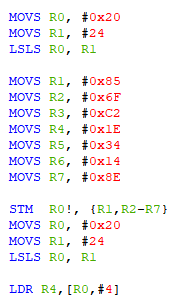 MOVS R0, #0x20
MOVS R1, #24
LSLS R0, R1
MOVS R1, #0x85
MOVS R2, #0x6F
MOVS R3, #0xC2
MOVS R4, #0x1E
MOVS R5, #0x34
MOVS R6, #0x14
MOVS R7, #0x8E
STM R0!, {R1,R2-R7}
MOVS R0, #0x20
MOVS R1, #24
LSLS R0, R1
LDR R4,[R0,#4]